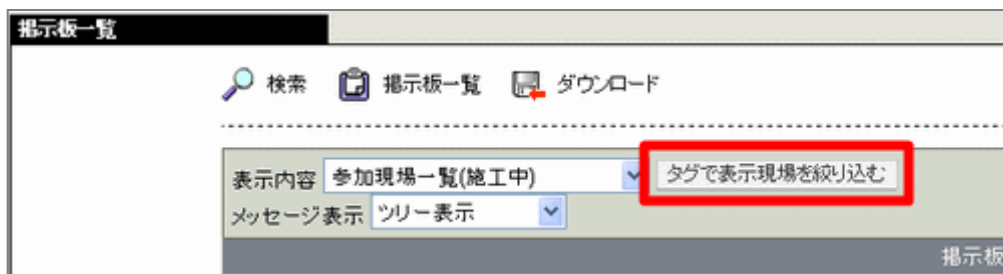 掲示板一覧
検索 掲示板一覧 ダウンロード
表示内容 参加現場一覧(施工中) タグで表示現場を絞り込む
メッセージ表示 ツリー表示
掲示板